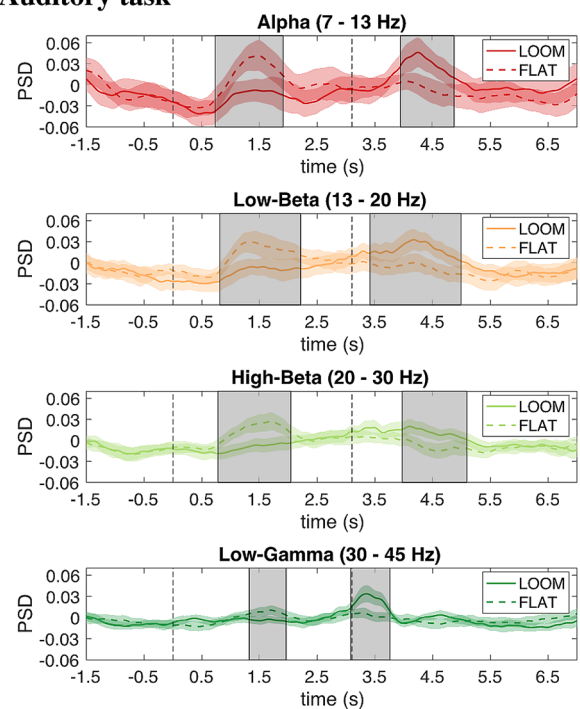 Auditory task
Alpha (7 - 13 Hz)
0.06
0.03
0
-0.03
-0.06
PSD
LOOM
FLAT
-1.5 -0.5 0.5 1.5 2.5 3.5 4.5 5.5 6.5
time (s)
Low-Beta (13 - 20 Hz)
0.06
0.03
0
-0.03
-0.06
PSD
LOOM
FLAT
-1.5 -0.5 0.5 1.5 2.5 3.5 4.5 5.5 6.5
time (s)
High-Beta (20 - 30 Hz)
0.06
0.03
0
-0.03
-0.06
PSD
LOOM
FLAT
-1.5 -0.5 0.5 1.5 2.5 3.5 4.5 5.5 6.5
time (s)
Low-Gamma (30 - 45 Hz)
0.06
0.03
0
-0.03
-0.06
PSD
LOOM
FLAT
-1.5 -0.5 0.5 1.5 2.5 3.5 4.5 5.5 6.5
time (s)